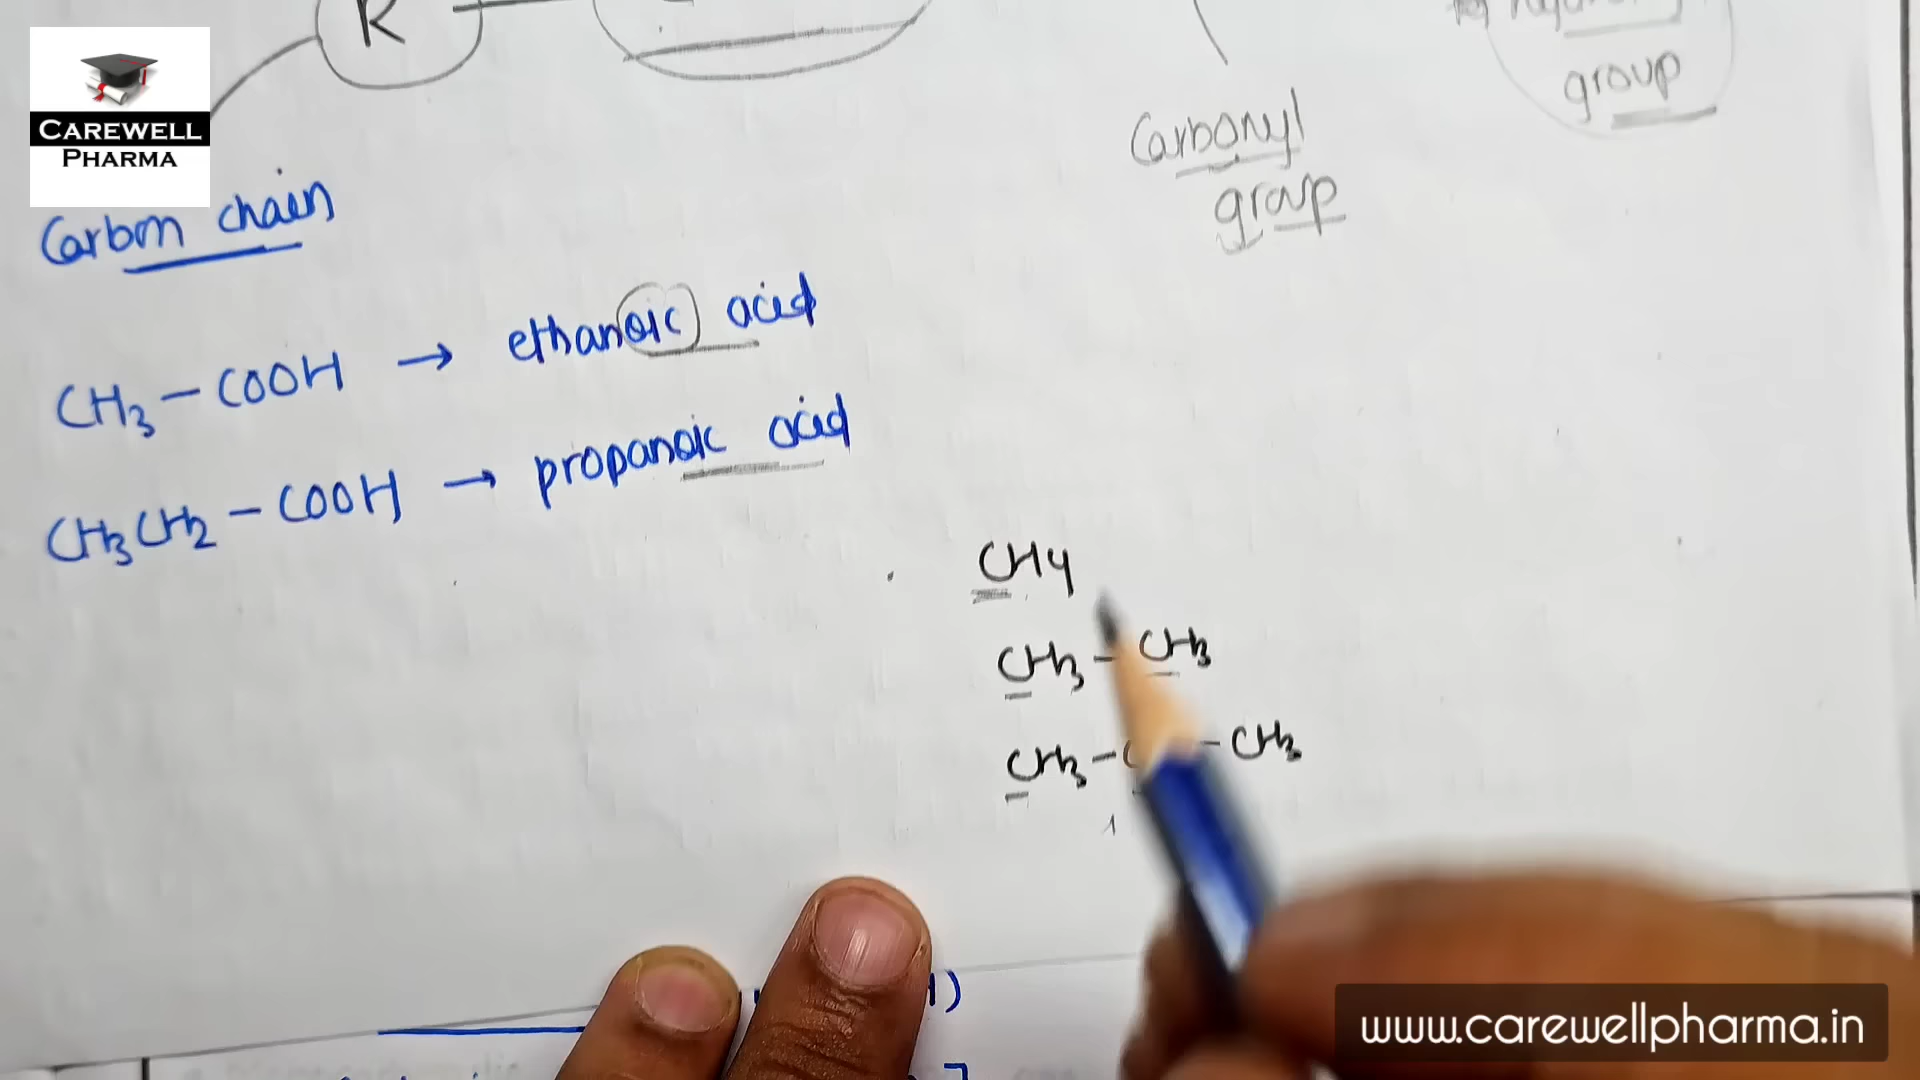 R
group
CAREWELL
PHARMA
Carbonyl
group
Carbon chain
CH3 - COOH → ethanoic acid
CH3CH2 - COOH → propanoic acid
CH4
CH3 - CH3
CH3 - C - CH3
www.carewellpharma.in